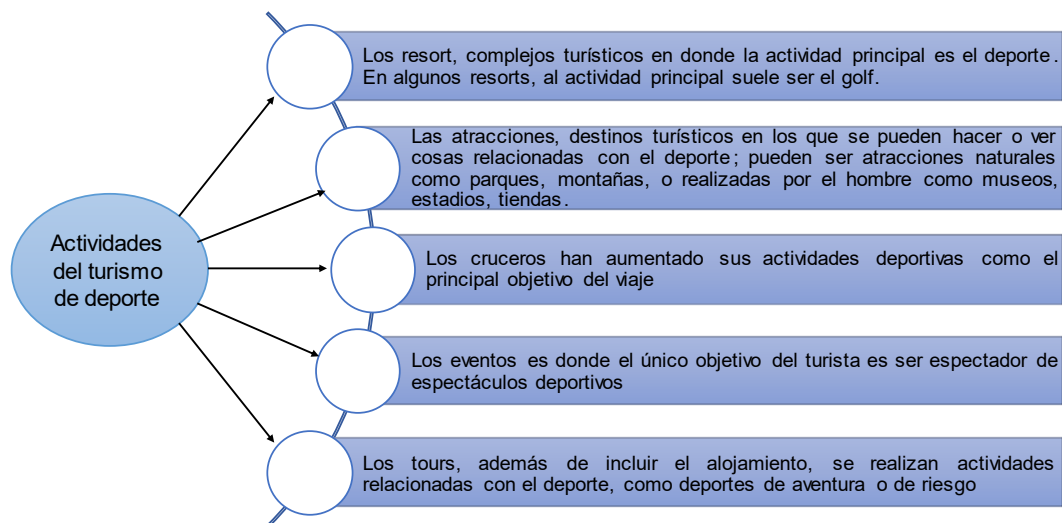 Actividades
del turismo
de deporte
Los resort, complejos turísticos en donde la actividad principal es el deporte.
En algunos resorts, al actividad principal suele ser el golf.
Las atracciones, destinos turísticos en los que se pueden hacer o ver
cosas relacionadas con el deporte; pueden ser atracciones naturales
como parques, montañas, o realizadas por el hombre como museos,
estadios, tiendas.
Los cruceros han aumentado sus actividades deportivas como el
principal objetivo del viaje
Los eventos es donde el único objetivo del turista es ser espectador de
espectáculos deportivos
Los tours, además de incluir el alojamiento, se realizan actividades
relacionadas con el deporte, como deportes de aventura o de riesgo